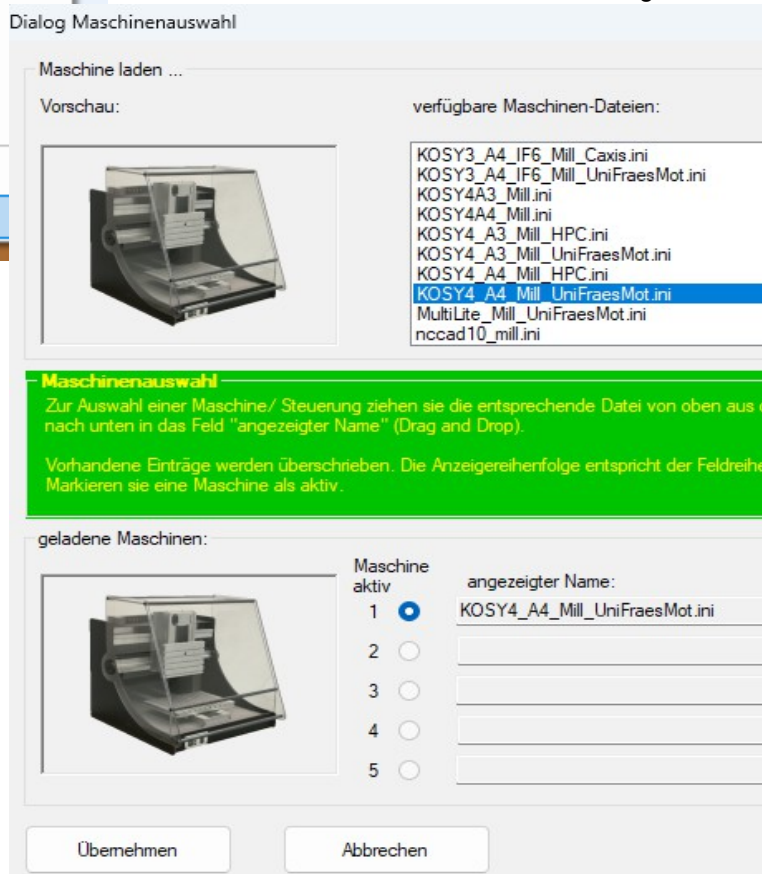 Dialog Maschinenauswahl
Maschine laden ...
Vorschau:
verfügbare Maschinen-Dateien:
KOSY3_A4_IF6_Mill_Caxis.ini
KOSY3_A4_IF6_Mill_UniFraesMot.ini
KOSY4A3_Mill.ini
KOSY4A4_Mill.ini
KOSY4_A3_Mill_HPC.ini
KOSY4_A3_Mill_UniFraesMot.ini
KOSY4_A4_Mill_HPC.ini
KOSY4_A4_Mill_UniFraesMot.ini
MultiLite_Mill_UniFraesMot.ini
nccad10_mill.ini
Maschinenauswahl
Zur Auswahl einer Maschine/ Steuerung ziehen sie die entsprechende Datei von oben aus
nach unten in das Feld "angezeigter Name" (Drag and Drop).
Vorhandene Einträge werden überschrieben. Die Anzeigereihenfolge entspricht der Feldreihe
Markieren sie eine Maschine als aktiv.
geladene Maschinen:
Maschine
aktiv
angezeigter Name:
1 KOSY4_A4_Mill_UniFraesMot.ini
2
3
4
5
Übernehmen
Abbrechen